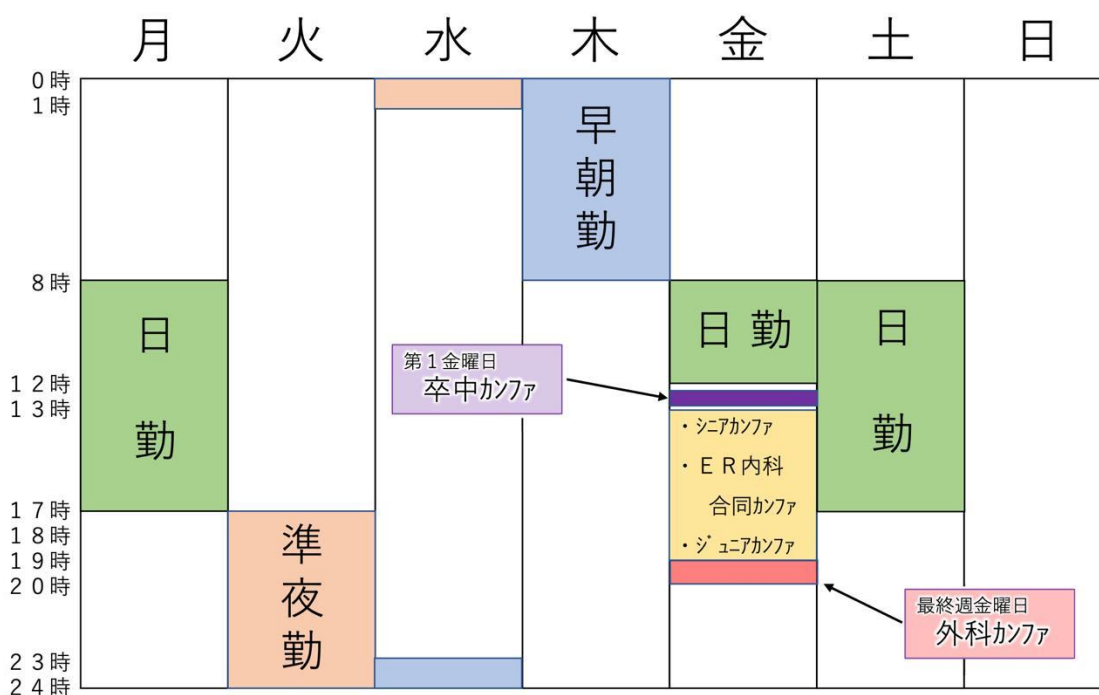 月 火 水 木 金 土 日
0時
1時
8時
12時
13時
17時
18時
19時
20時
23時
24時
日勤
準夜勤
早朝勤
日勤
第1金曜日
卒中ｶﾝﾌｧ
・ｼﾆｱｶﾝﾌｧ
・ＥＲ内科
合同ｶﾝﾌｧ
・ｼﾞｭﾆｱｶﾝﾌｧ
日勤
最終週金曜日
外科ｶﾝﾌｧ